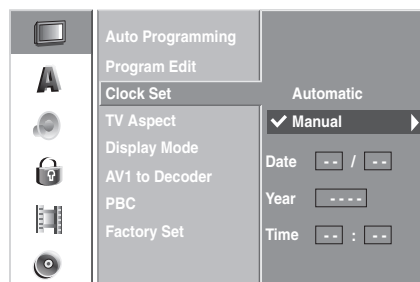 Auto Programming
Program Edit
Clock Set
TV Aspect
Display Mode
AV1 to Decoder
PBC
Factory Set
Automatic
✔ Manual
Date -- / --
Year ----
Time -- : --
A